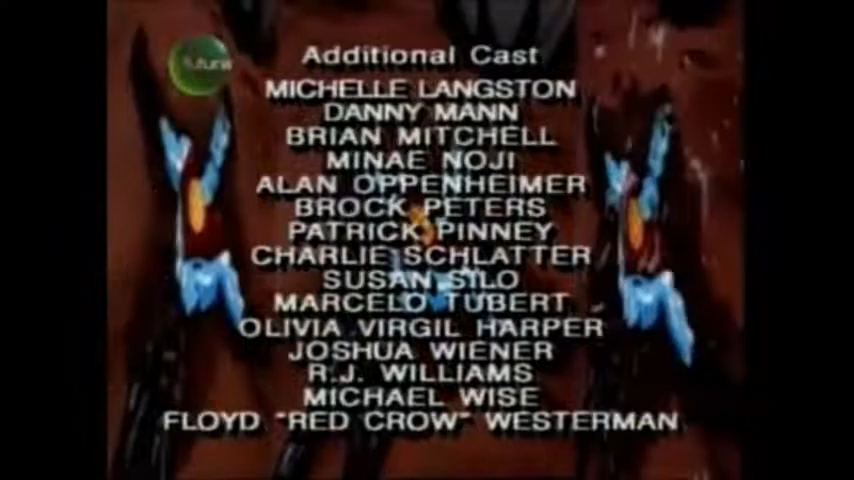 futura
Additional Cast
MICHELLE LANGSTON
DANNY MANN
BRIAN MITCHELL
MINAE NOJI
ALAN OPPENHEIMER
BROCK PETERS
PATRICK PINNEY
CHARLIE SCHLATTER
SUSAN SILO
MARCELO TUBERT
OLIVIA VIRGIL HARPER
JOSHUA WIENER
R.J. WILLIAMS
MICHAEL WISE
FLOYD "RED CROW" WESTERMAN